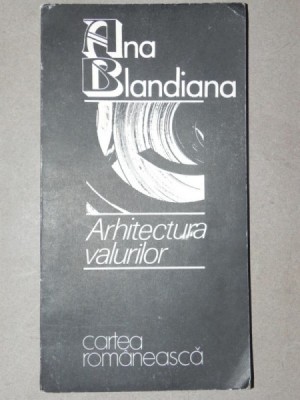 Ana
Blandiana
Arhitectura
valurilor
cartea
românească